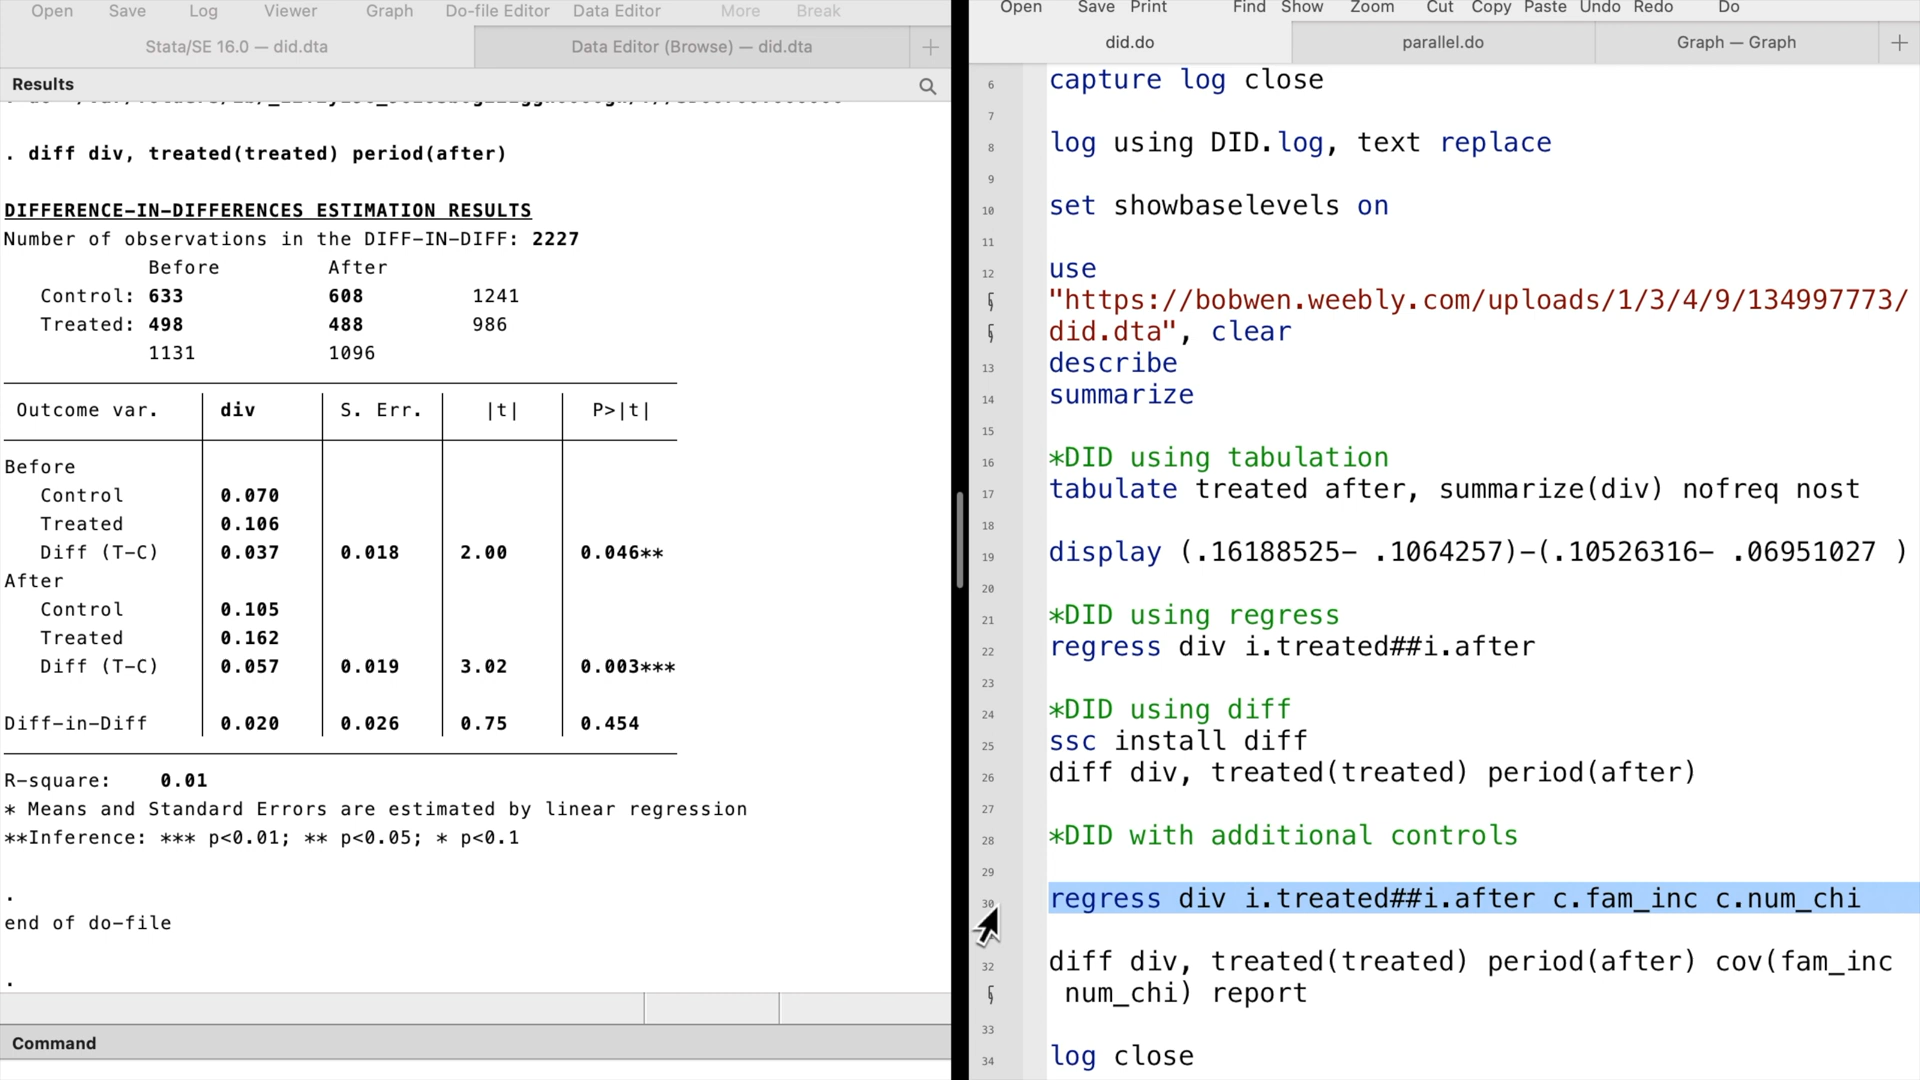 Open Save Log Viewer Graph Do-file Editor Data Editor More Break
Stata/SE 16.0 — did.dta
Data Editor (Browse) — did.dta
Results
. diff div, treated(treated) period(after)
DIFFERENCE-IN-DIFFERENCES ESTIMATION RESULTS
Number of observations in the DIFF-IN-DIFF: 2227
Before After
Control: 633 608 1241
Treated: 498 488 986
1131 1096
Outcome var. | div | S. Err. | |t| | P>|t|
Before
Control | 0.070
Treated | 0.106
Diff (T-C) | 0.037 | 0.018 | 2.00 | 0.046**
After
Control | 0.105
Treated | 0.162
Diff (T-C) | 0.057 | 0.019 | 3.02 | 0.003***
Diff-in-Diff | 0.020 | 0.026 | 0.75 | 0.454
R-square: 0.01
* Means and Standard Errors are estimated by linear regression
**Inference: *** p<0.01; ** p<0.05; * p<0.1
.
end of do-file
.
Command
Open Save Print Find Show Zoom Cut Copy Paste Undo Redo Do
did.do
parallel.do
Graph — Graph
6 capture log close
7
8 log using DID.log, text replace
9
10 set showbaselevels on
11
12 use
"https://bobwen.weebly.com/uploads/1/3/4/9/134997773/
did.dta", clear
13 describe
14 summarize
15
16 *DID using tabulation
17 tabulate treated after, summarize(div) nofreq nost
18
19 display (.16188525- .1064257)-(.10526316- .06951027 )
20
21 *DID using regress
22 regress div i.treated##i.after
23
24 *DID using diff
25 ssc install diff
26 diff div, treated(treated) period(after)
27
28 *DID with additional controls
29
30 regress div i.treated##i.after c.fam_inc c.num_chi
32 diff div, treated(treated) period(after) cov(fam_inc
num_chi) report
33
34 log close